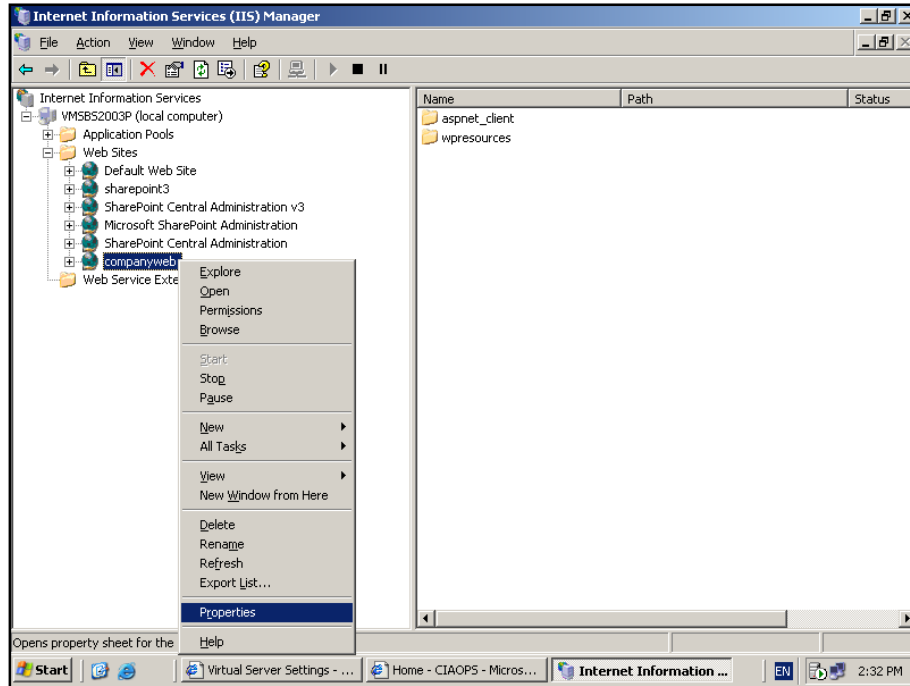 Internet Information Services (IIS) Manager
File Action View Window Help
Internet Information Services
VMSBS2003P (local computer)
Application Pools
Web Sites
Default Web Site
sharepoint3
SharePoint Central Administration v3
Microsoft SharePoint Administration
SharePoint Central Administration
companyweb
Web Service Exte
Name Path Status
aspnet_client
wpresources
Explore
Open
Permissions
Browse
Start
Stop
Pause
New
All Tasks
View
New Window from Here
Delete
Rename
Refresh
Export List...
Properties
Help
Opens property sheet for the
Start Virtual Server Settings - ... Home - CIAOPS - Micros... Internet Information ... EN 2:32 PM